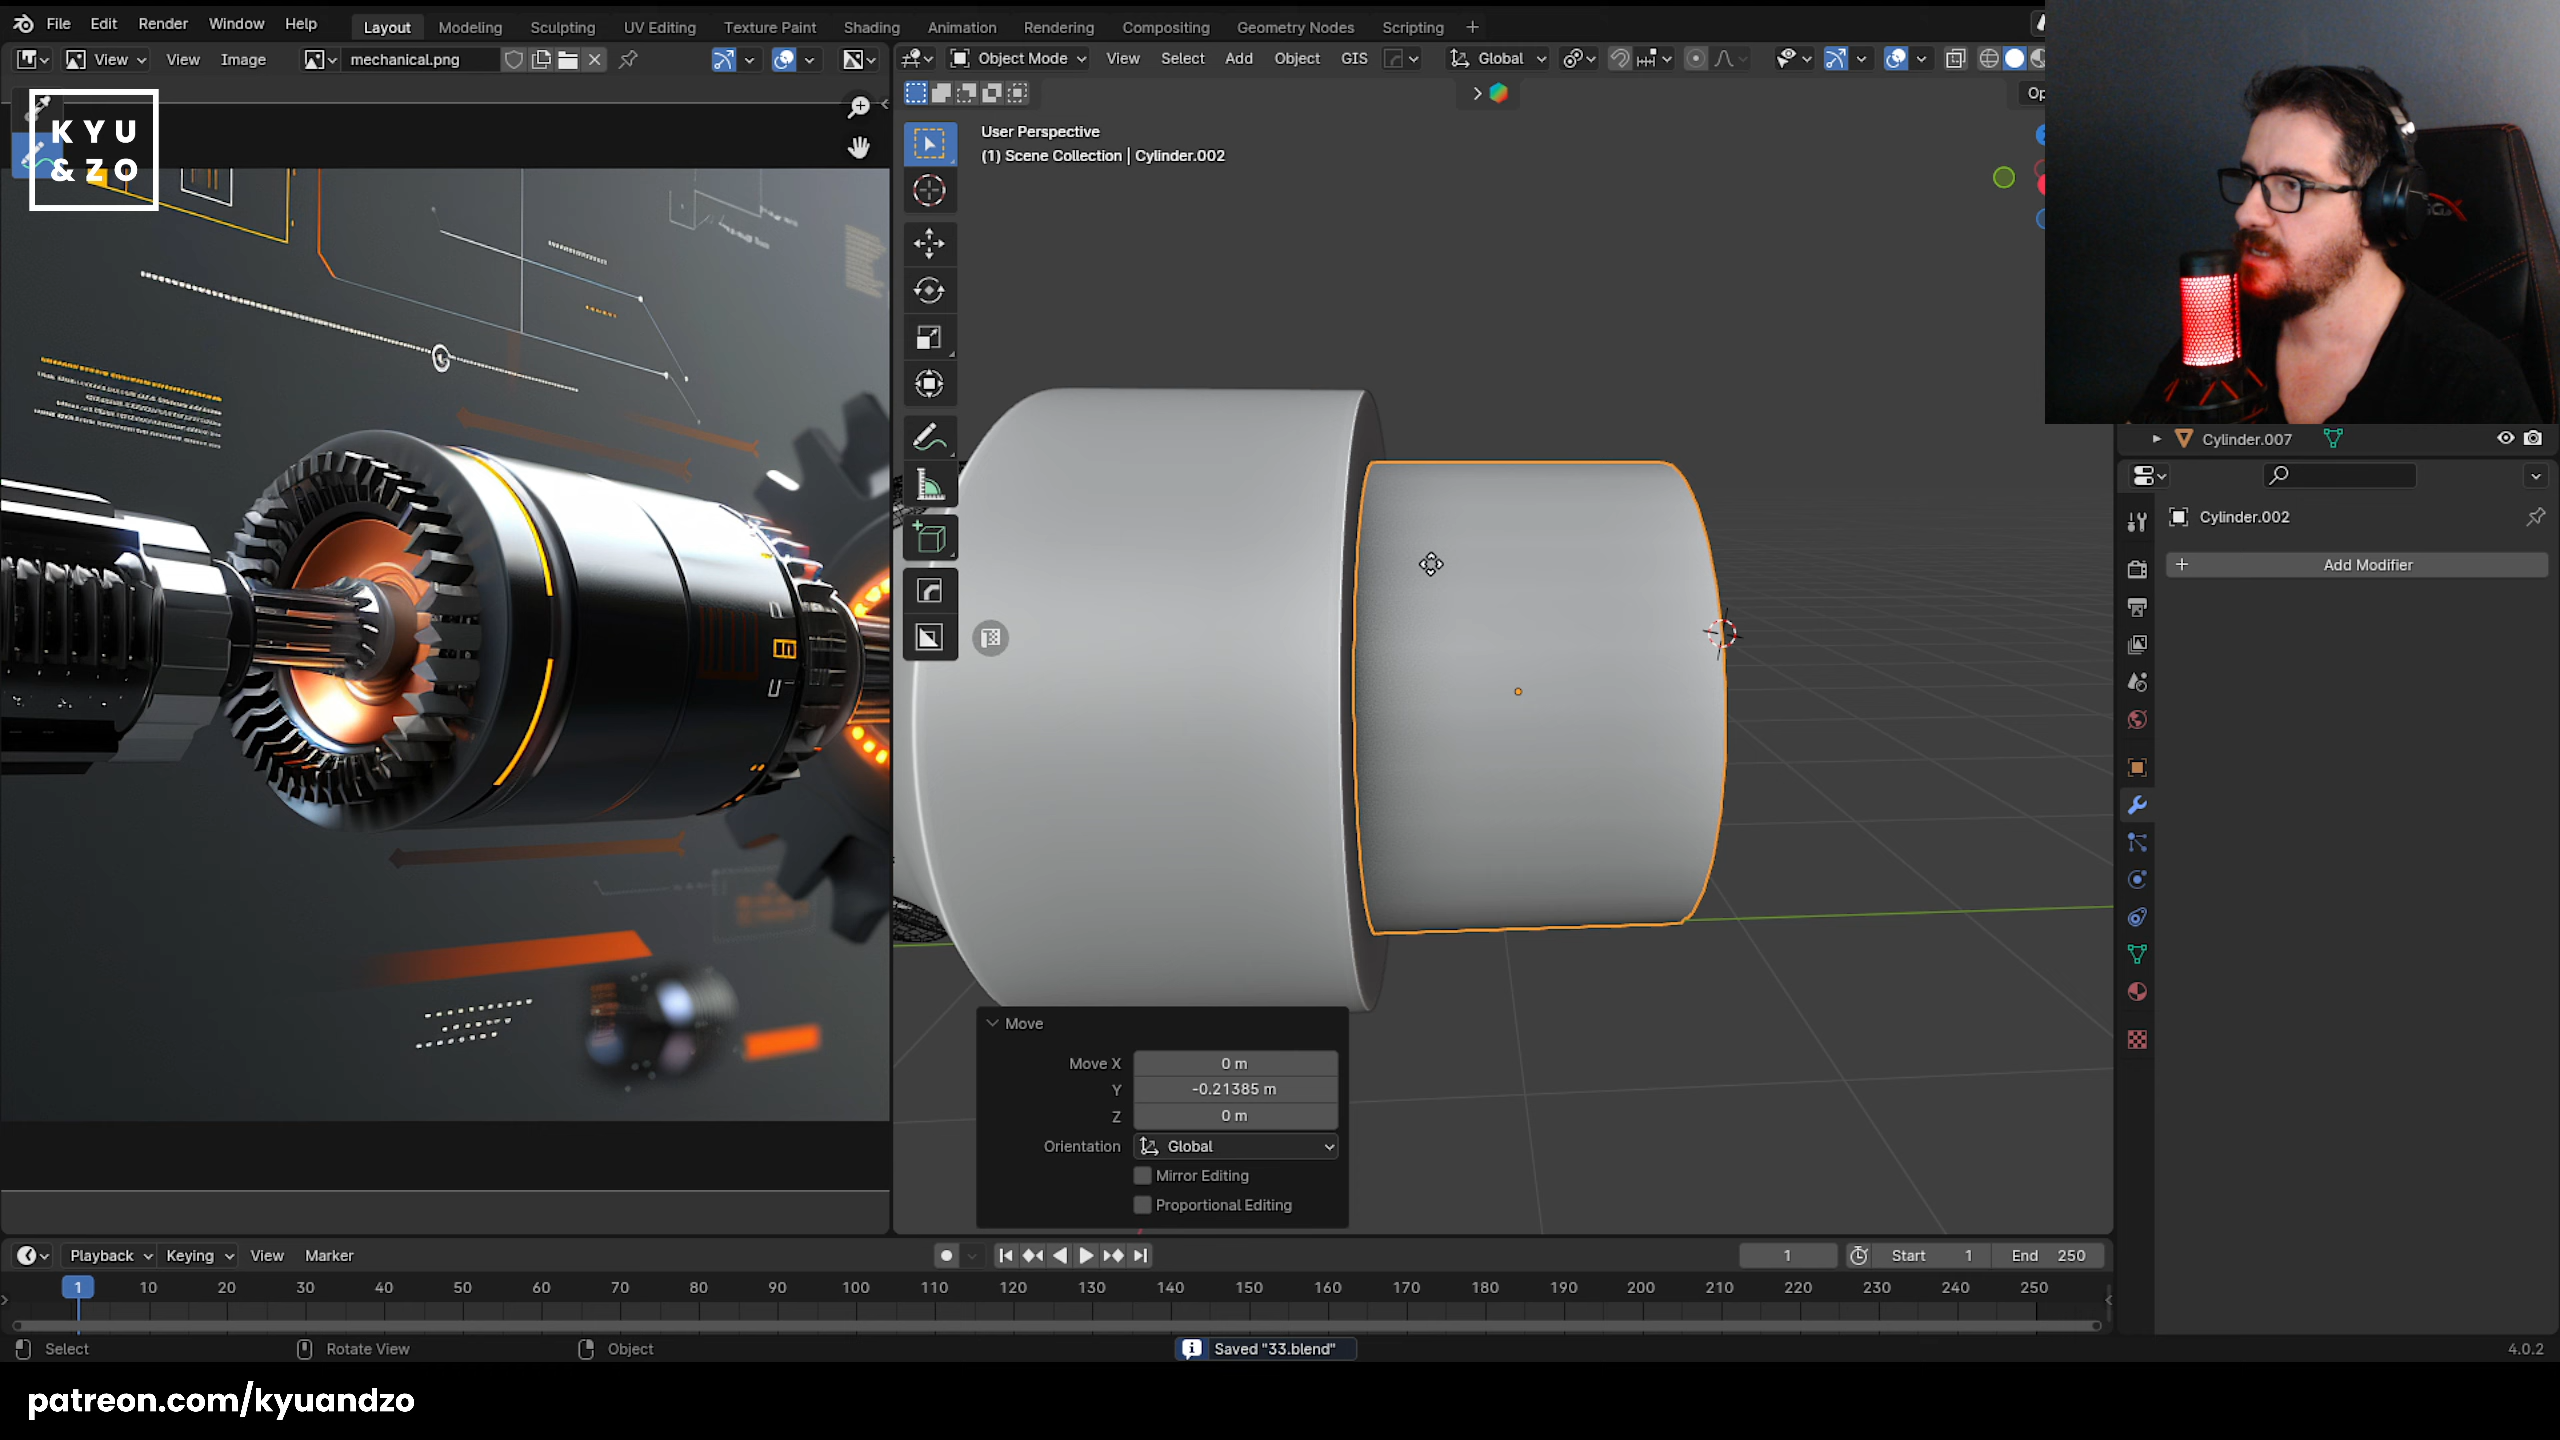 File Edit Render Window Help
Layout Modeling Sculpting UV Editing Texture Paint Shading Animation Rendering Compositing Geometry Nodes Scripting
View View Image mechanical.png
Object Mode View Select Add Object GIS Global
KYU
&ZO
User Perspective
(1) Scene Collection | Cylinder.002
Cylinder.007
Cylinder.002
Add Modifier
Move
Move X 0 m
Y -0.21385 m
Z 0 m
Orientation Global
Mirror Editing
Proportional Editing
Playback Keying View Marker
1 Start 1 End 250
1 10 20 30 40 50 60 70 80 90 100 110 120 130 140 150 160 170 180 190 200 210 220 230 240 250
Select Rotate View Object Saved "33.blend" 4.0.2
patreon.com/kyuandzo